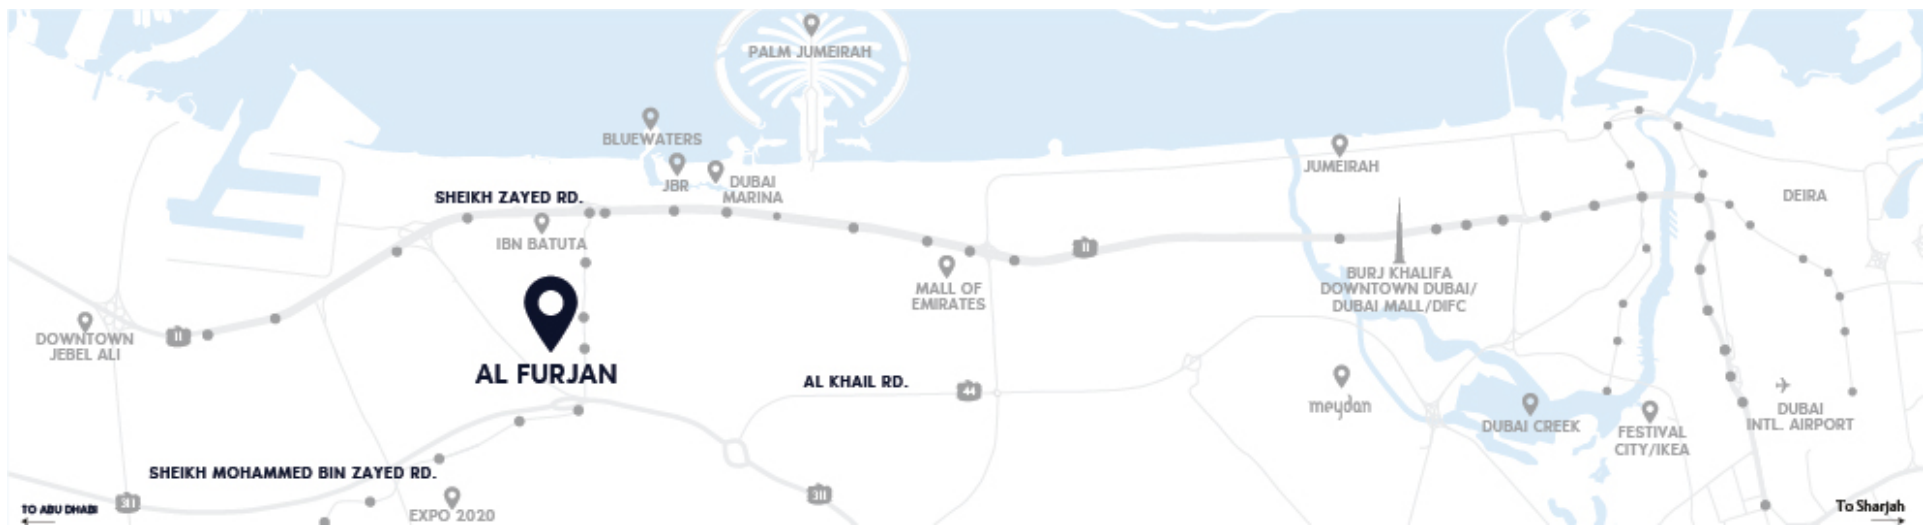 PALM JUMEIRAH
BLUEWATERS
JBR
DUBAI
MARINA
JUMEIRAH
DEIRA
SHEIKH ZAYED RD.
IBN BATUTA
11
MALL OF
EMIRATES
BURJ KHALIFA
DOWNTOWN DUBAI/
DUBAI MALL/DIFC
DOWNTOWN
JEBEL ALI
11
AL FURJAN
AL KHAIL RD.
44
meydan
DUBAI CREEK
FESTIVAL
CITY/IKEA
DUBAI
INTL. AIRPORT
SHEIKH MOHAMMED BIN ZAYED RD.
311
311
EXPO 2020
TO ABU DHABI
To Sharjah